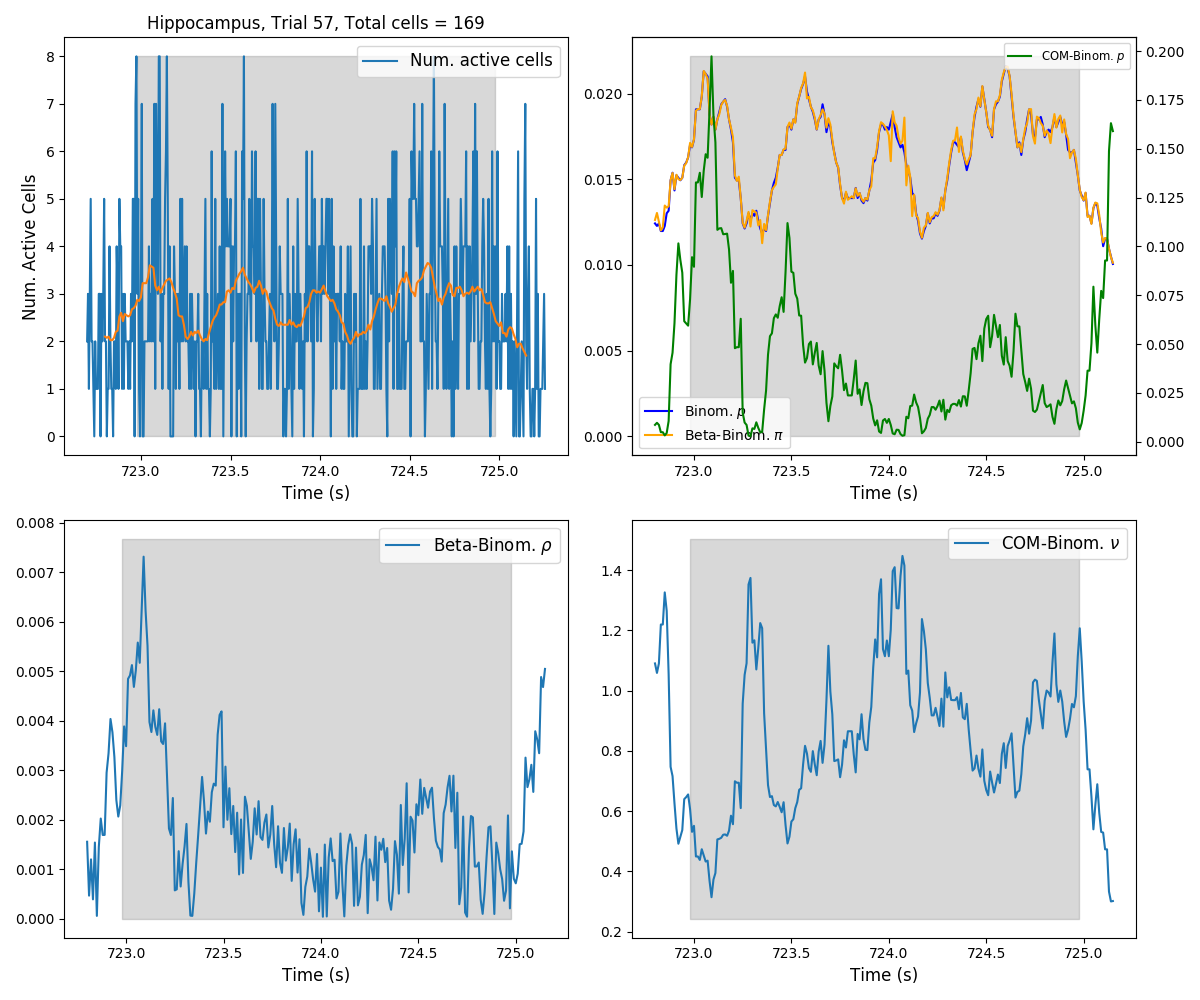 Hippocampus, Trial 57, Total cells = 169
Num. active cells
Num. Active Cells
8
7
6
5
4
3
2
1
0
723.0 723.5 724.0 724.5 725.0
Time (s)
COM-Binom. p
Binom. p
Beta-Binom. π
0.020
0.015
0.010
0.005
0.000
0.200
0.175
0.150
0.125
0.100
0.075
0.050
0.025
0.000
723.0 723.5 724.0 724.5 725.0
Time (s)
Beta-Binom. ρ
0.008
0.007
0.006
0.005
0.004
0.003
0.002
0.001
0.000
723.0 723.5 724.0 724.5 725.0
Time (s)
COM-Binom. ν
1.4
1.2
1.0
0.8
0.6
0.4
0.2
723.0 723.5 724.0 724.5 725.0
Time (s)